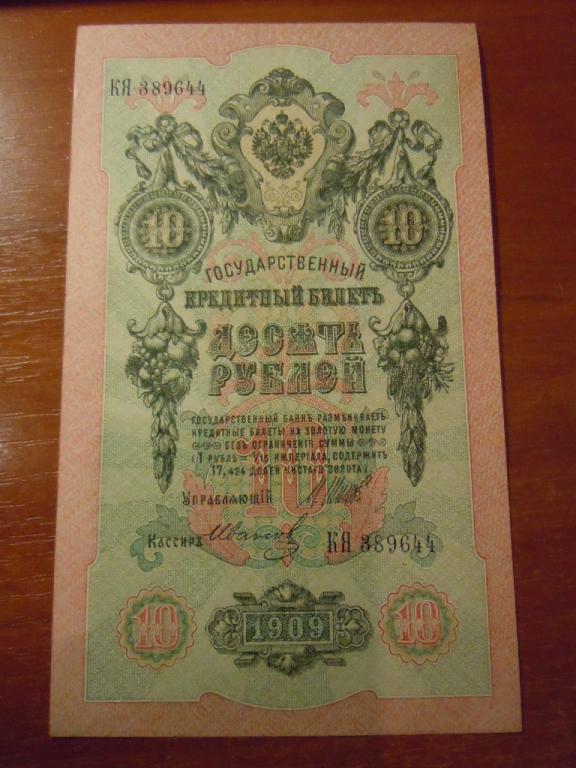 КЯ 389644
10 10
ГОСУДАРСТВЕННЫЙ
КРЕДИТНЫЙ БИЛЕТЪ
ДЕСЯТЬ
РУБЛЕЙ
ГОСУДАРСТВЕННЫЙ БАНКЪ РАЗМѢНИВАЕТЪ
КРЕДИТНЫЕ БИЛЕТЫ НА ЗОЛОТУЮ МОНЕТУ
БЕЗЪ ОГРАНИЧЕНІЯ СУММЫ
(1 РУБЛЬ = 1/15 ИМПЕРІАЛА, СОДЕРЖИТЪ
17,424 ДОЛЕЙ ЧИСТАГО ЗОЛОТА).
10
УПРАВЛЯЮЩІЙ
КАССИРЪ Иванов
КЯ 389644
10 1909 10